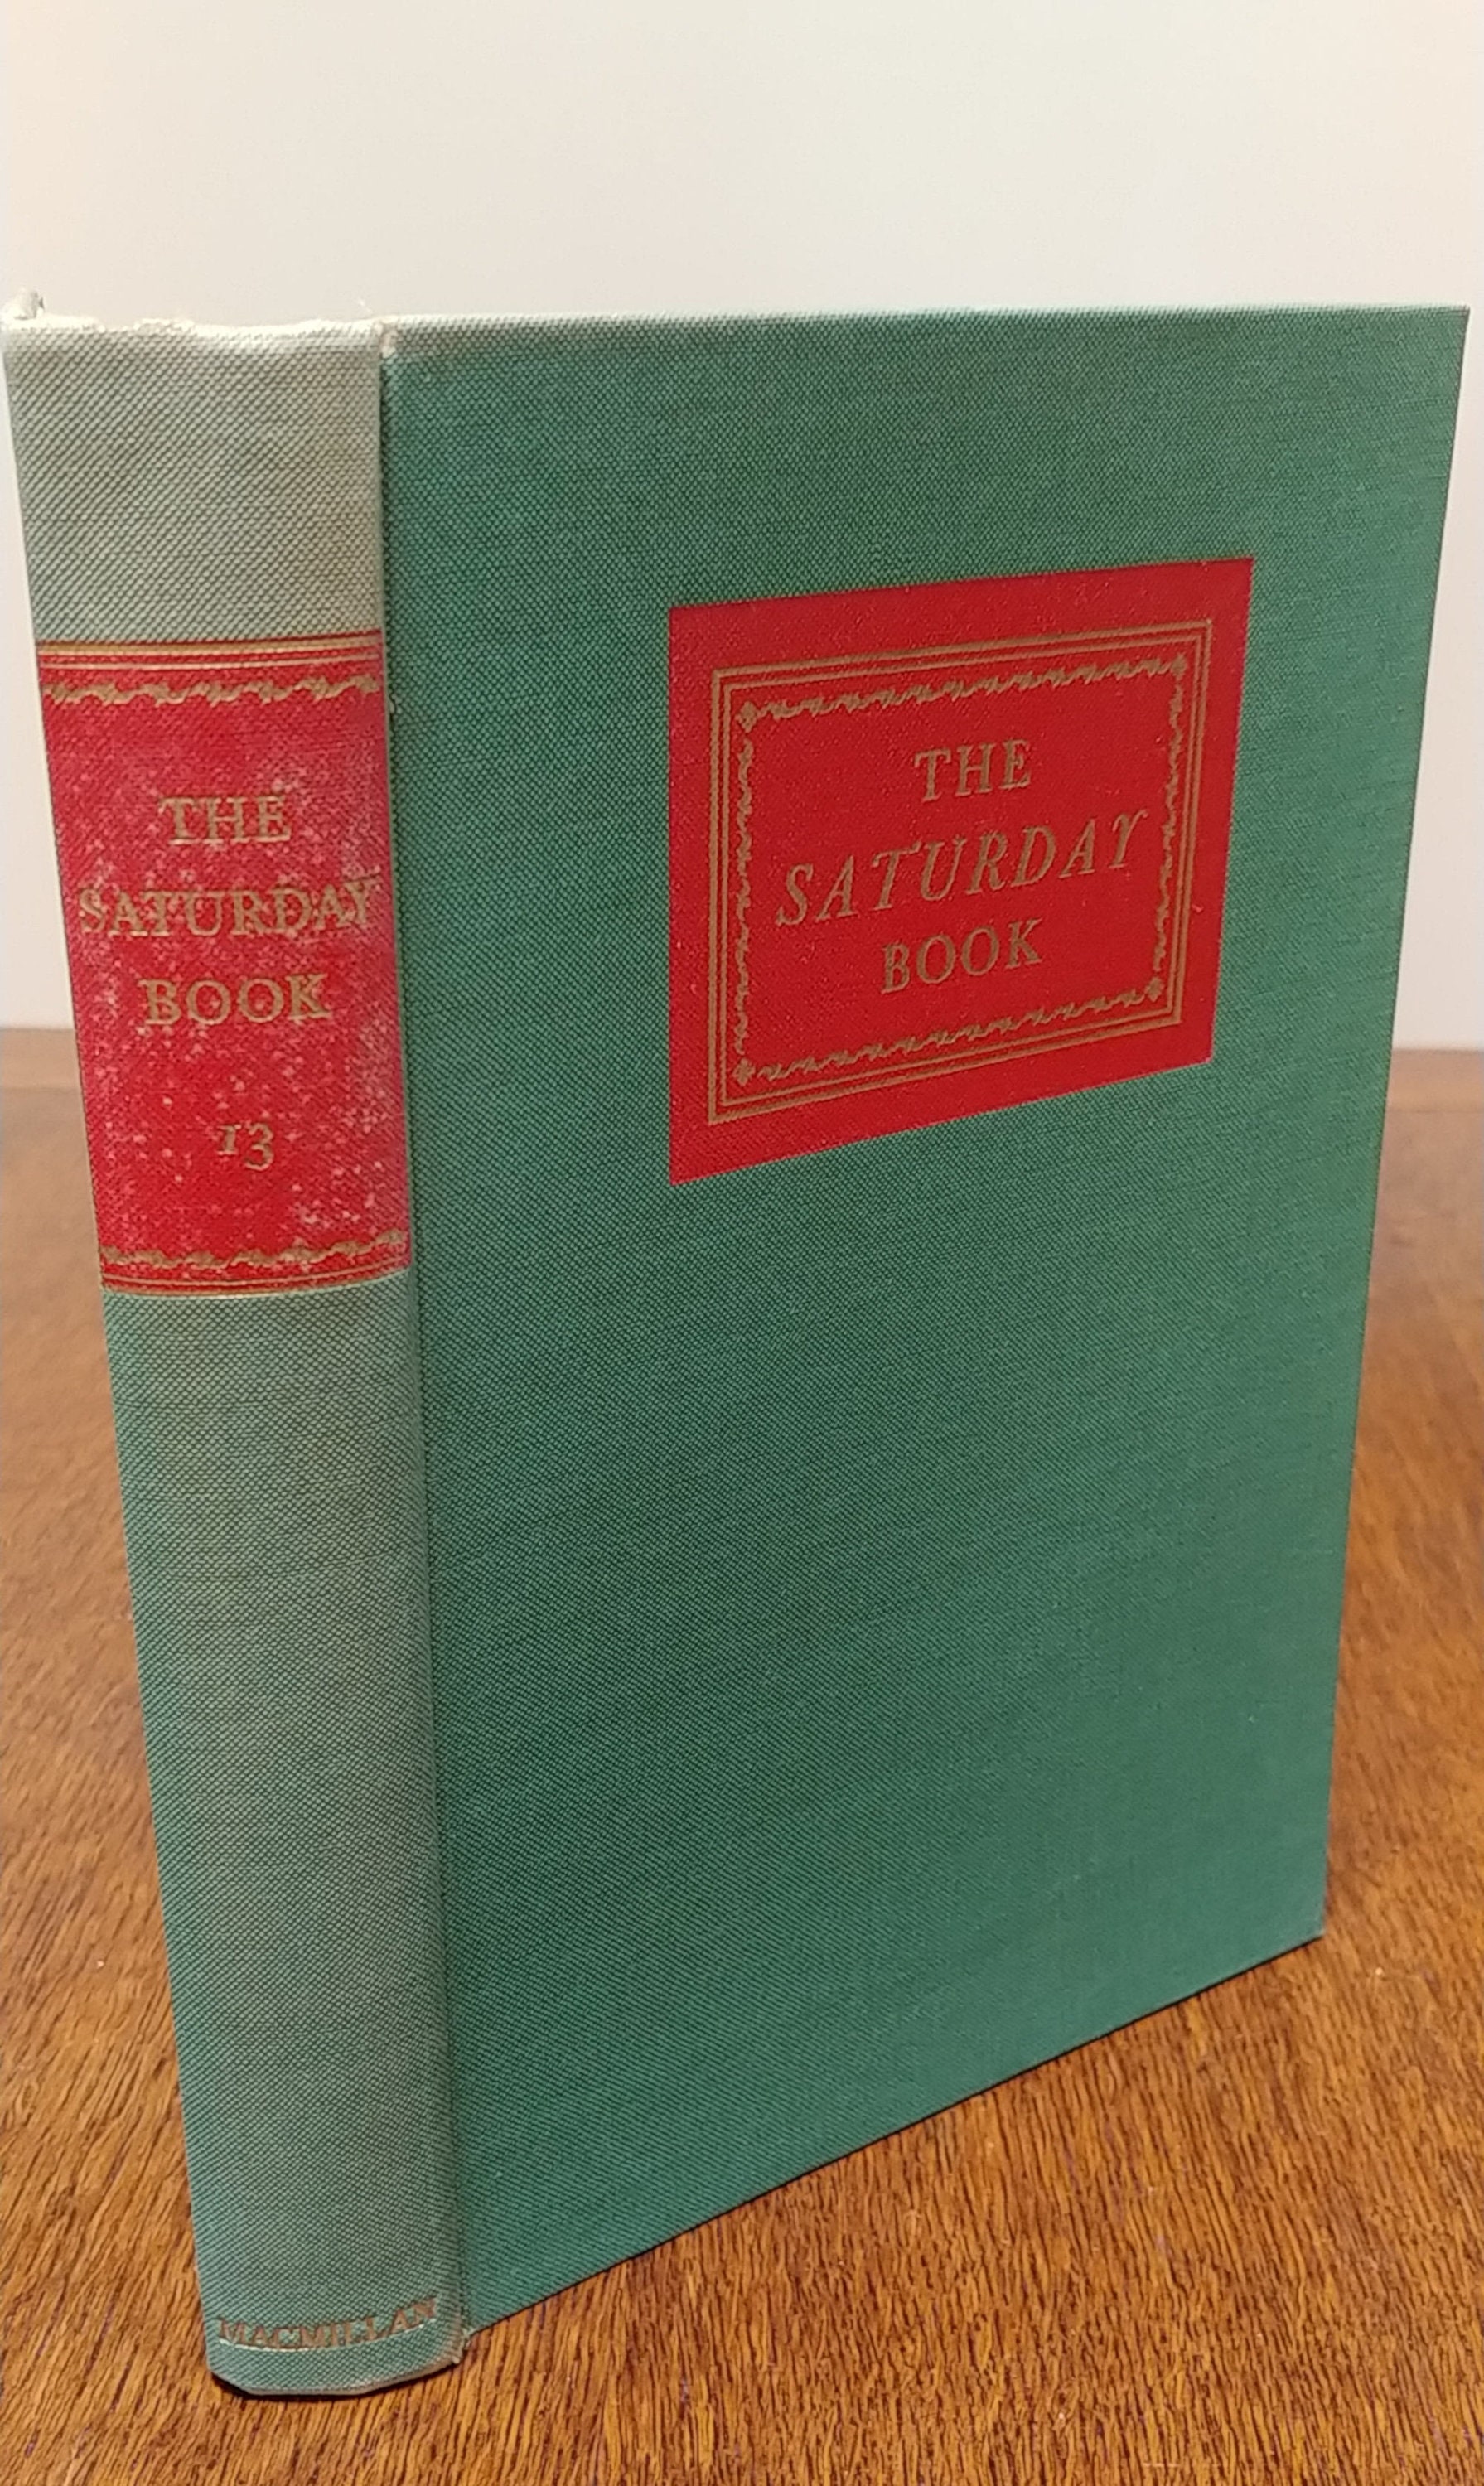 THE
SATURDAY
BOOK
13
MACMILLAN
THE
SATURDAY
BOOK